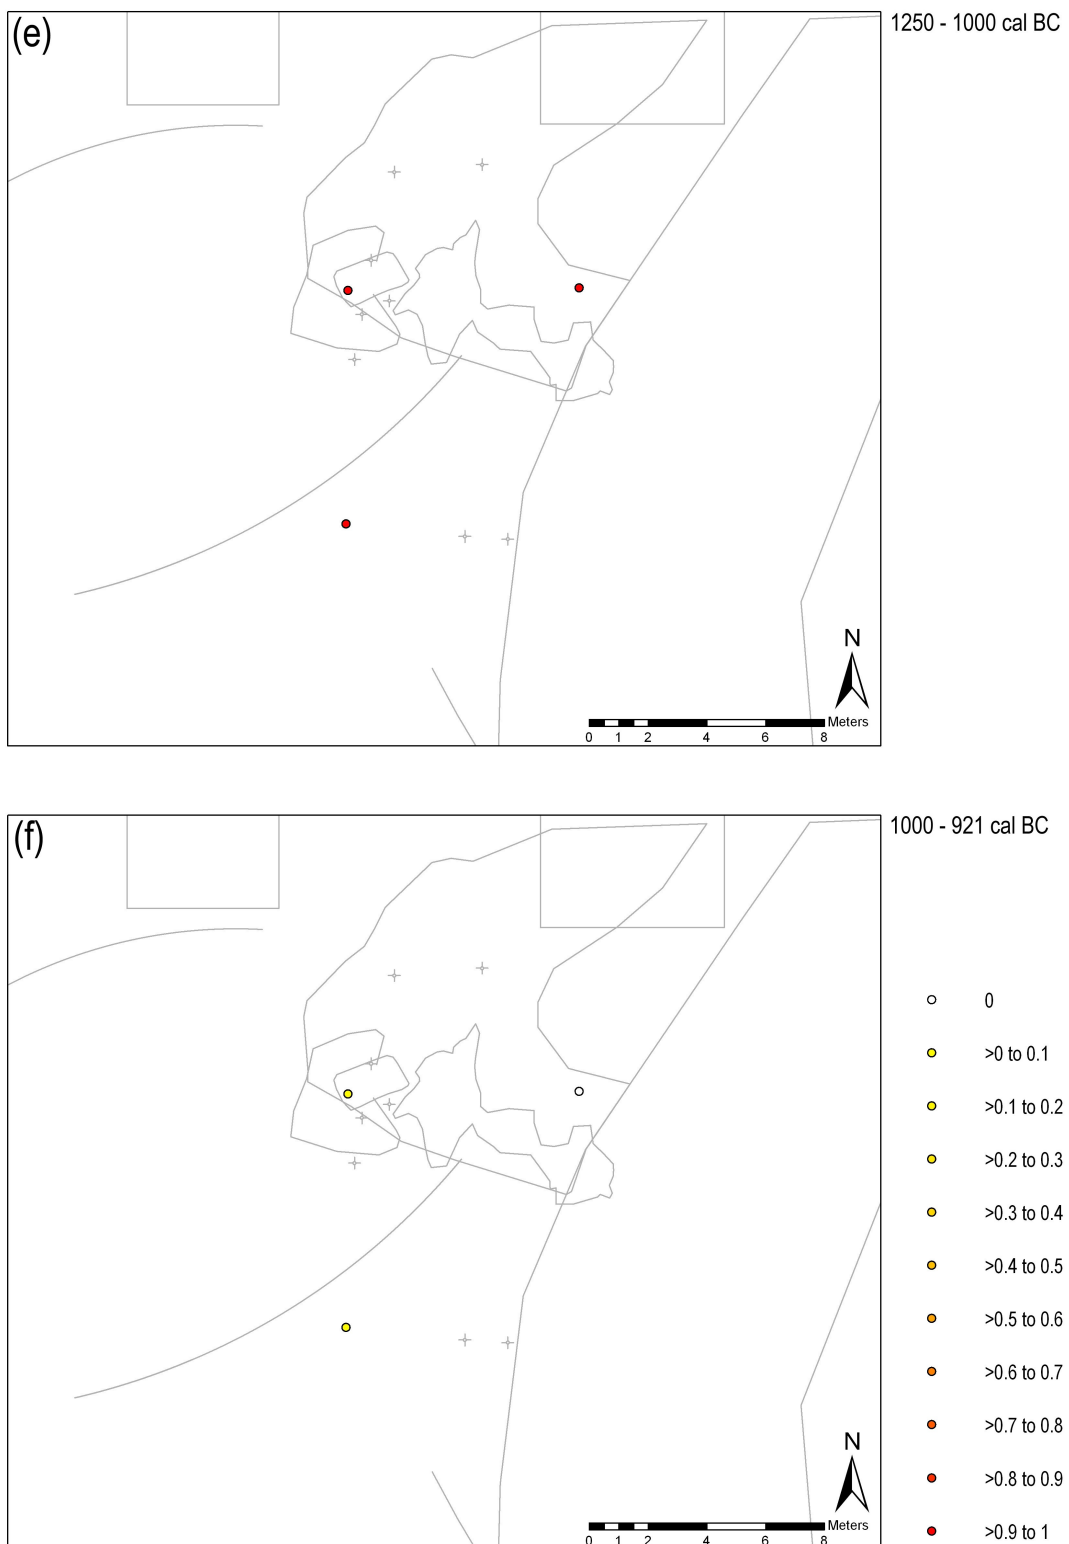 (e)
1250 - 1000 cal BC
N
Meters
0 1 2 4 6 8
(f)
1000 - 921 cal BC
0
>0 to 0.1
>0.1 to 0.2
>0.2 to 0.3
>0.3 to 0.4
>0.4 to 0.5
>0.5 to 0.6
>0.6 to 0.7
>0.7 to 0.8
>0.8 to 0.9
>0.9 to 1
N
Meters
0 1 2 4 6 8